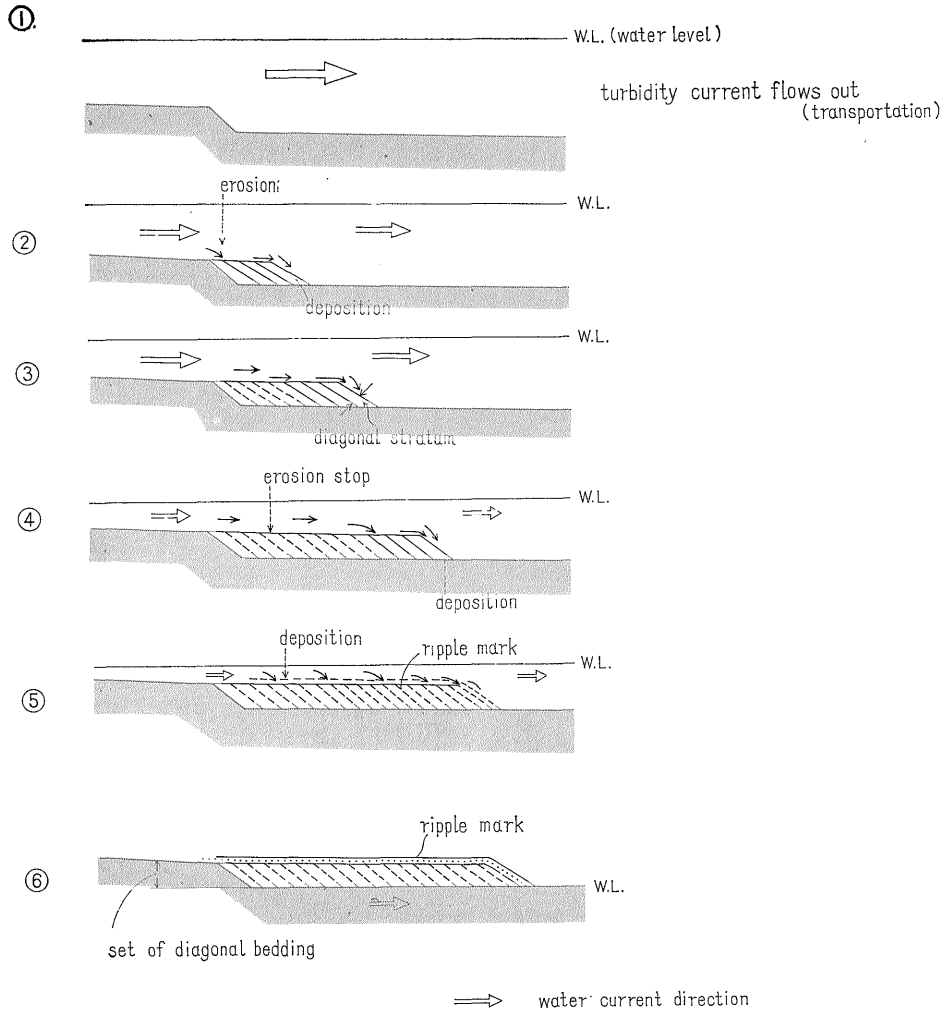 ①.
W.L. (water level)
turbidity current flows out
(transportation)
erosion
W.L.
②
deposition
W.L.
③
diagonal stratum
erosion stop
W.L.
④
deposition
deposition
ripple mark
W.L.
⑤
ripple mark
⑥
W.L.
set of diagonal bedding
water current direction